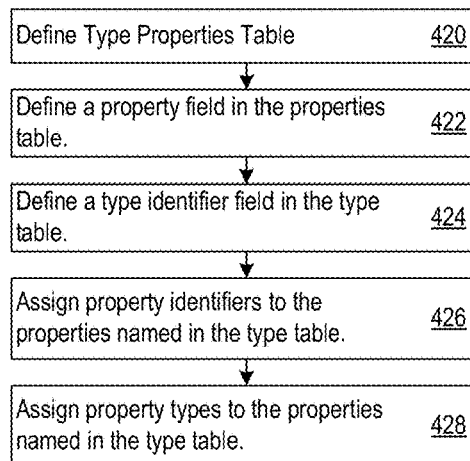 Define Type Properties Table 420
Define a property field in the properties
table. 422
Define a type identifier field in the type
table. 424
Assign property identifiers to the
properties named in the type table. 426
Assign property types to the properties
named in the type table. 428